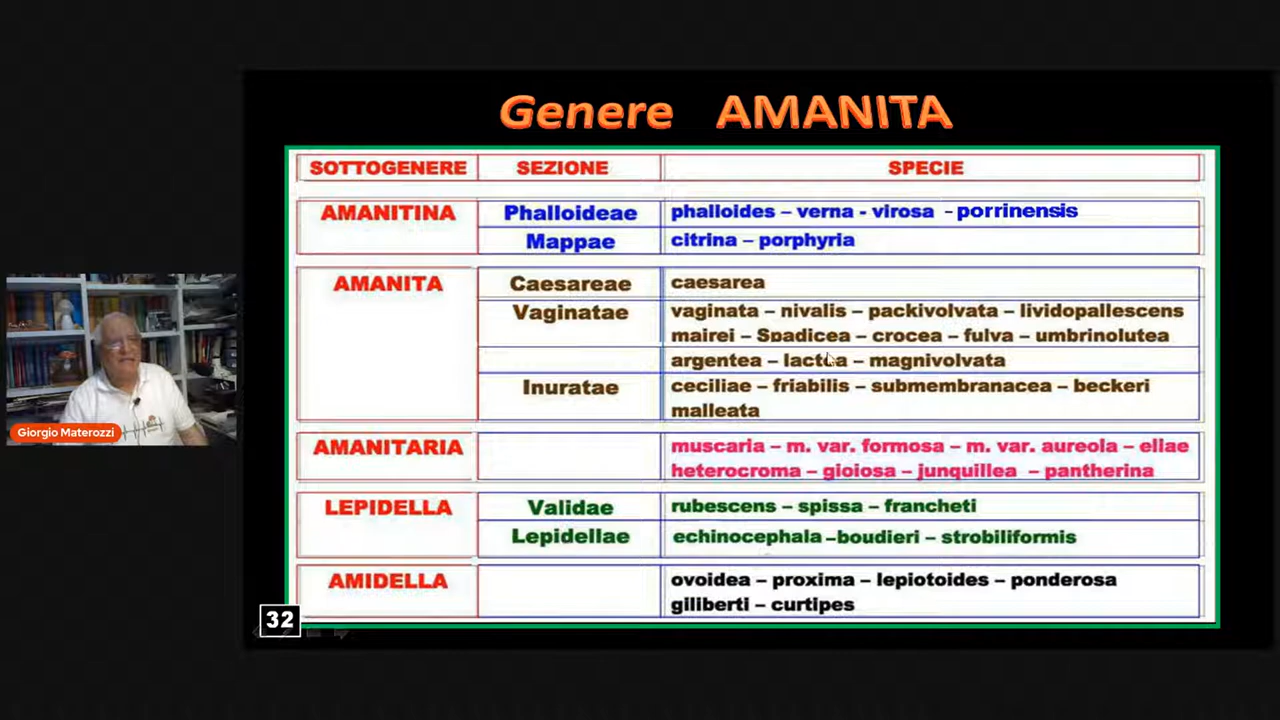 Genere AMANITA
SOTTOGENERE SEZIONE SPECIE
AMANITINA Phalloideae phalloides – verna - virosa - porrinensis
Mappae citrina – porphyria
AMANITA Caesareae caesarea
Vaginatae vaginata – nivalis – packivolvata – lividopallescens
mairei – Spadicea – crocea – fulva – umbrinolutea
argentea – lactea – magnivolvata
Inuratae ceciliae – friabilis – submembranacea – beckeri
malleata
AMANITARIA muscaria – m. var. formosa – m. var. aureola – eliae
heterocroma – gioiosa – junquillea – pantherina
LEPIDELLA Validae rubescens – spissa – francheti
Lepidellae echinocephala – boudieri – strobiliformis
AMIDELLA ovoidea – proxima – lepiotoides – ponderosa
giliberti – curtipes
32
Giorgio Materozzi